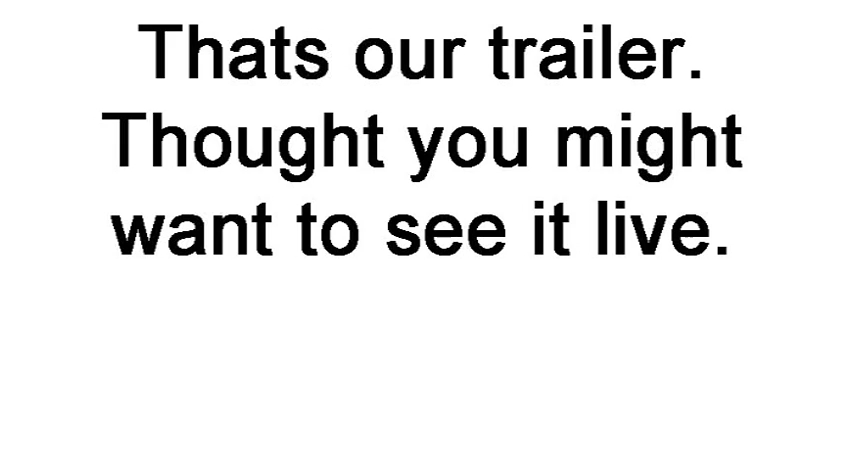 Thats our trailer.
Thought you might
want to see it live.